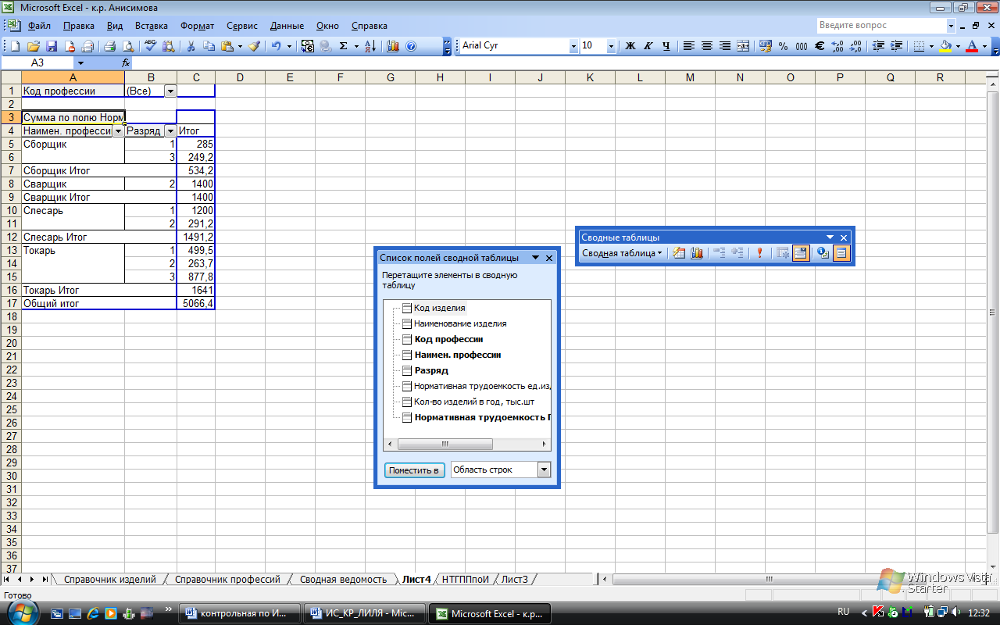 Microsoft Excel - к.р. Анисимова
Файл Правка Вид Вставка Формат Сервис Данные Окно Справка Введите вопрос
Arial Cyr 10 Ж К Ч % 000 €
A3 fx
A B C D E F G H I J K L M N O P Q R
1 Код профессии (Все)
2
3 Сумма по полю Норм
4 Наимен. професси Разряд Итог
5 Сборщик 1 285
6 3 249,2
7 Сборщик Итог 534,2
8 Сварщик 2 1400
9 Сварщик Итог 1400
10 Слесарь 1 1200
11 2 291,2
12 Слесарь Итог 1491,2
13 Токарь 1 499,5
14 2 263,7
15 3 877,8
16 Токарь Итог 1641
17 Общий итог 5066,4
18
19
20
21
22
23
24
25
26
27
28
29
30
31
32
33
34
35
36
37
Сводные таблицы
Сводная таблица
Список полей сводной таблицы
Перетащите элементы в сводную
таблицу
Код изделия
Наименование изделия
Код профессии
Наимен. профессии
Разряд
Нормативная трудоемкость ед.изд
Кол-во изделий в год, тыс.шт
Нормативная трудоемкость Г
Поместить в Область строк
Справочник изделий Справочник профессий Сводная ведомость Лист4 НТГПППоИ Лист3
Готово
Windows Vista
Starter
контрольная по И... ИС_КР_ЛИЛЯ - Mic... Microsoft Excel - к.р... RU 12:32